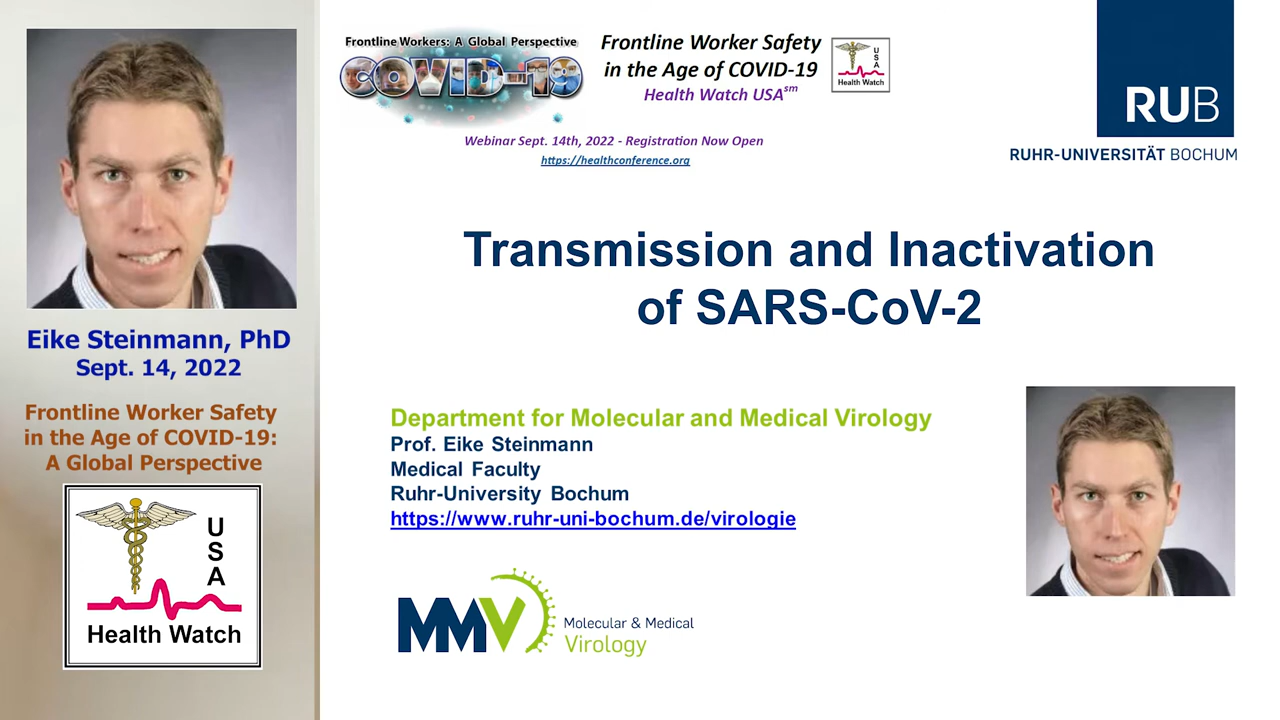 Eike Steinmann, PhD
Sept. 14, 2022
Frontline Worker Safety
in the Age of COVID-19:
A Global Perspective
U
S
A
Health Watch
Frontline Workers: A Global Perspective
COVID-19
Frontline Worker Safety
in the Age of COVID-19
Health Watch USAsm
U
S
A
Health Watch
Webinar Sept. 14th, 2022 - Registration Now Open
https://healthconference.org
RUB
RUHR-UNIVERSITÄT BOCHUM
Transmission and Inactivation
of SARS-CoV-2
Department for Molecular and Medical Virology
Prof. Eike Steinmann
Medical Faculty
Ruhr-University Bochum
https://www.ruhr-uni-bochum.de/virologie
MMV
Molecular & Medical
Virology